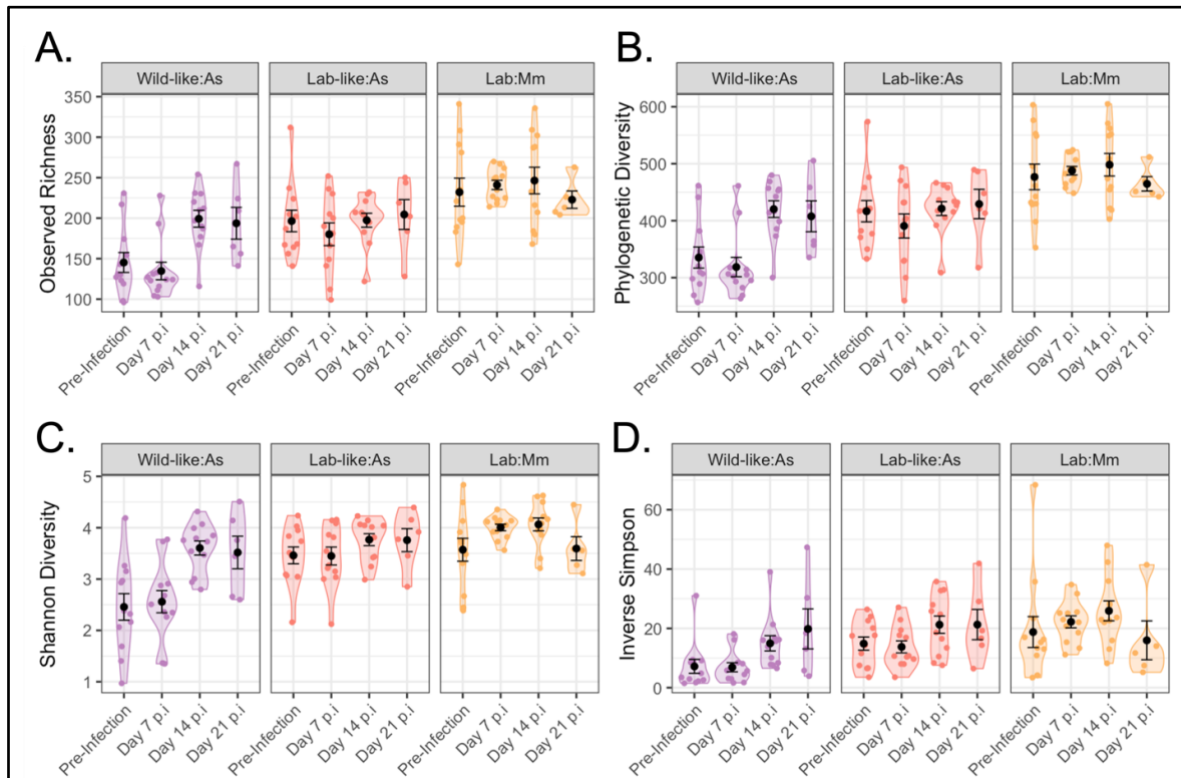 A.
Wild-like:As Lab-like:As Lab:Mm
Observed Richness
350
300
250
200
150
100
Pre-Infection Day 7 p.i Day 14 p.i Day 21 p.i Pre-Infection Day 7 p.i Day 14 p.i Day 21 p.i Pre-Infection Day 7 p.i Day 14 p.i Day 21 p.i
B.
Wild-like:As Lab-like:As Lab:Mm
Phylogenetic Diversity
600
500
400
300
Pre-Infection Day 7 p.i Day 14 p.i Day 21 p.i Pre-Infection Day 7 p.i Day 14 p.i Day 21 p.i Pre-Infection Day 7 p.i Day 14 p.i Day 21 p.i
C.
Wild-like:As Lab-like:As Lab:Mm
Shannon Diversity
5
4
3
2
1
Pre-Infection Day 7 p.i Day 14 p.i Day 21 p.i Pre-Infection Day 7 p.i Day 14 p.i Day 21 p.i Pre-Infection Day 7 p.i Day 14 p.i Day 21 p.i
D.
Wild-like:As Lab-like:As Lab:Mm
Inverse Simpson
60
40
20
0
Pre-Infection Day 7 p.i Day 14 p.i Day 21 p.i Pre-Infection Day 7 p.i Day 14 p.i Day 21 p.i Pre-Infection Day 7 p.i Day 14 p.i Day 21 p.i